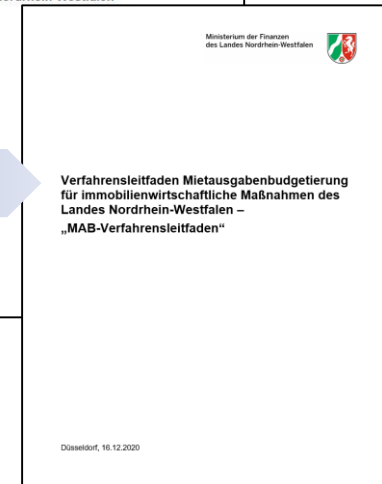 Ministerium der Finanzen
des Landes Nordrhein-Westfalen
Verfahrensleitfaden Mietausgabenbudgetierung
für immobilienwirtschaftliche Maßnahmen des
Landes Nordrhein-Westfalen –
„MAB-Verfahrensleitfaden“
Düsseldorf, 16.12.2020